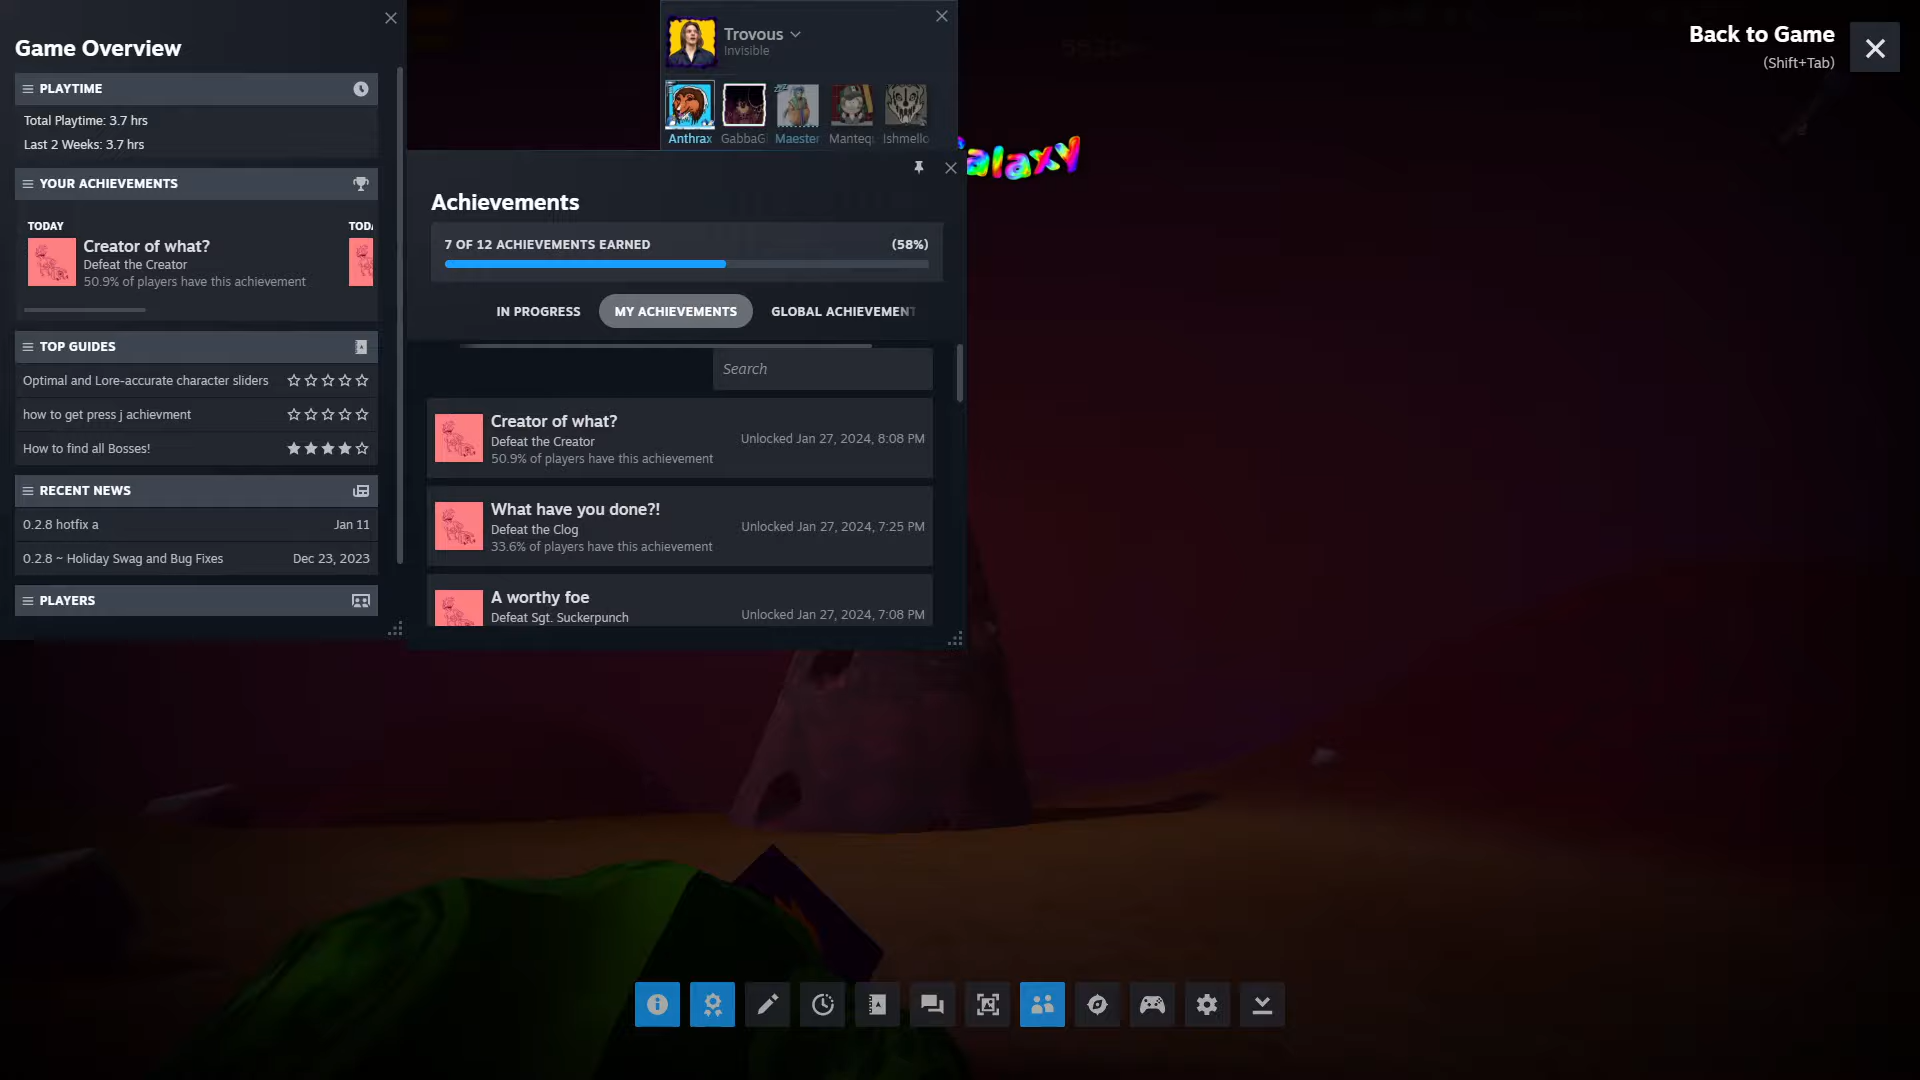 Game Overview
PLAYTIME
Total Playtime: 3.7 hrs
Last 2 Weeks: 3.7 hrs
YOUR ACHIEVEMENTS
TODAY
Creator of what?
Defeat the Creator
50.9% of players have this achievement
TOP GUIDES
Optimal and Lore-accurate character sliders
how to get press j achievment
How to find all Bosses!
RECENT NEWS
0.2.8 hotfix a
Jan 11
0.2.8 ~ Holiday Swag and Bug Fixes
Dec 23, 2023
PLAYERS
Trovous
Invisible
Anthrax
GabbaG
Maester
Manteq
Ishmello
alaxy
Back to Game
(Shift+Tab)
Achievements
7 OF 12 ACHIEVEMENTS EARNED
(58%)
IN PROGRESS
MY ACHIEVEMENTS
GLOBAL ACHIEVEMENT
Search
Creator of what?
Defeat the Creator
50.9% of players have this achievement
Unlocked Jan 27, 2024, 8:08 PM
What have you done?!
Defeat the Clog
33.6% of players have this achievement
Unlocked Jan 27, 2024, 7:25 PM
A worthy foe
Defeat Sgt. Suckerpunch
Unlocked Jan 27, 2024, 7:08 PM